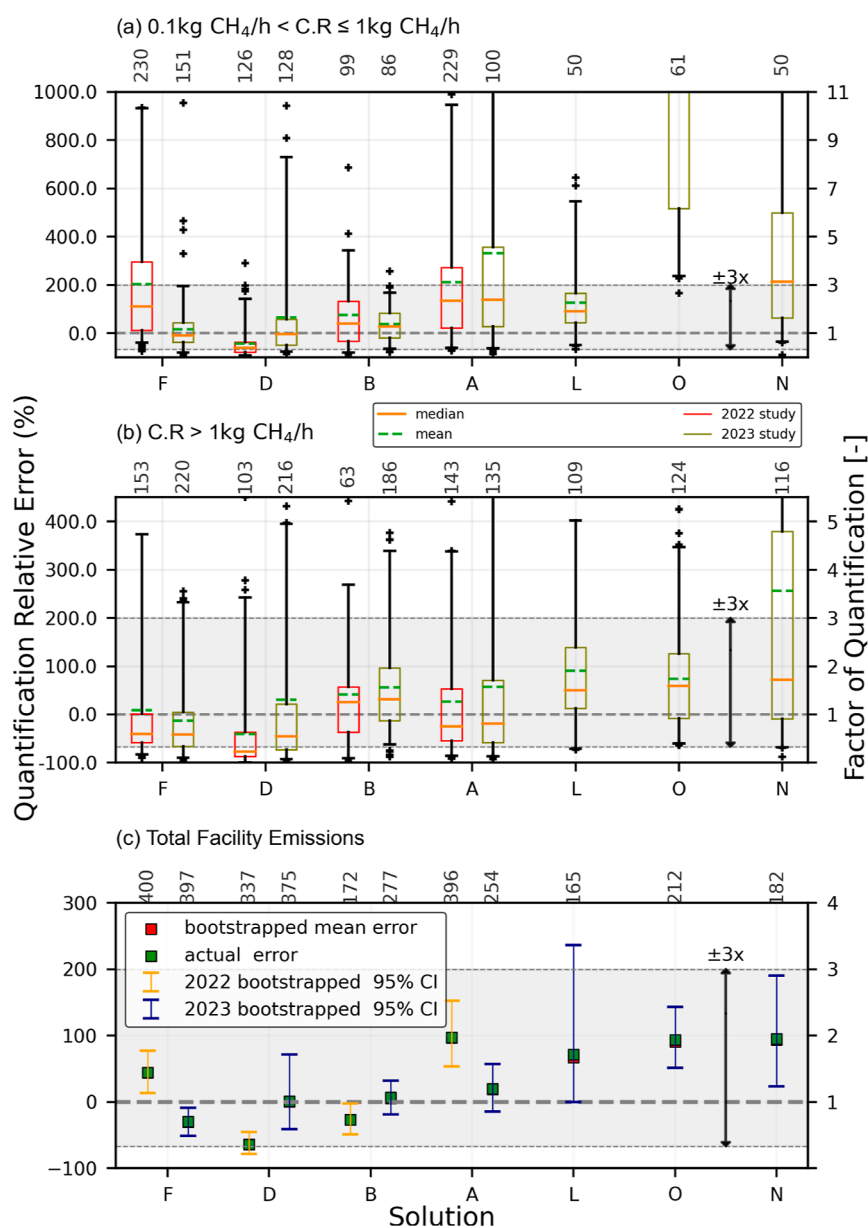 (a) 0.1kg CH₄/h < C.R ≤ 1kg CH₄/h
230 151 126 128 99 86 229 100 50 61 50
1000.0 11
800.0 9
600.0 7
400.0 5
200.0 ±3x 3
0.0 1
F D B A L O N
median 2022 study
mean 2023 study
(b) C.R > 1kg CH₄/h
153 220 103 216 63 186 143 135 109 124 116
400.0 5
300.0 4
200.0 ±3x 3
100.0 2
0.0 1
-100.0
F D B A L O N
Quantification Relative Error (%)
Factor of Quantification [-]
(c) Total Facility Emissions
400 397 337 375 172 277 396 254 165 212 182
300 4
200 ±3x 3
100 2
0 1
−100
bootstrapped mean error
actual error
2022 bootstrapped 95% CI
2023 bootstrapped 95% CI
F D B A L O N
Solution